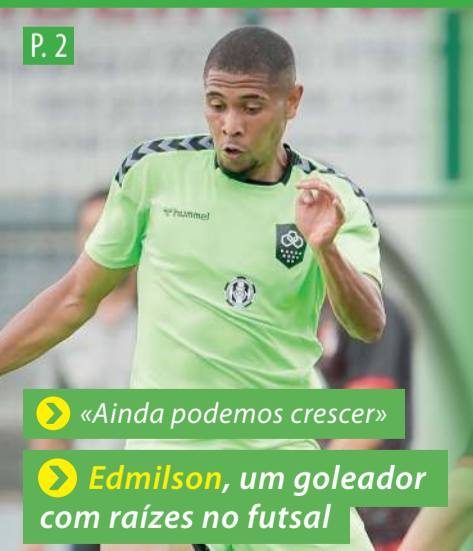 P. 2
hummel
«Ainda podemos crescer»
Edmilson, um goleador
com raízes no futsal